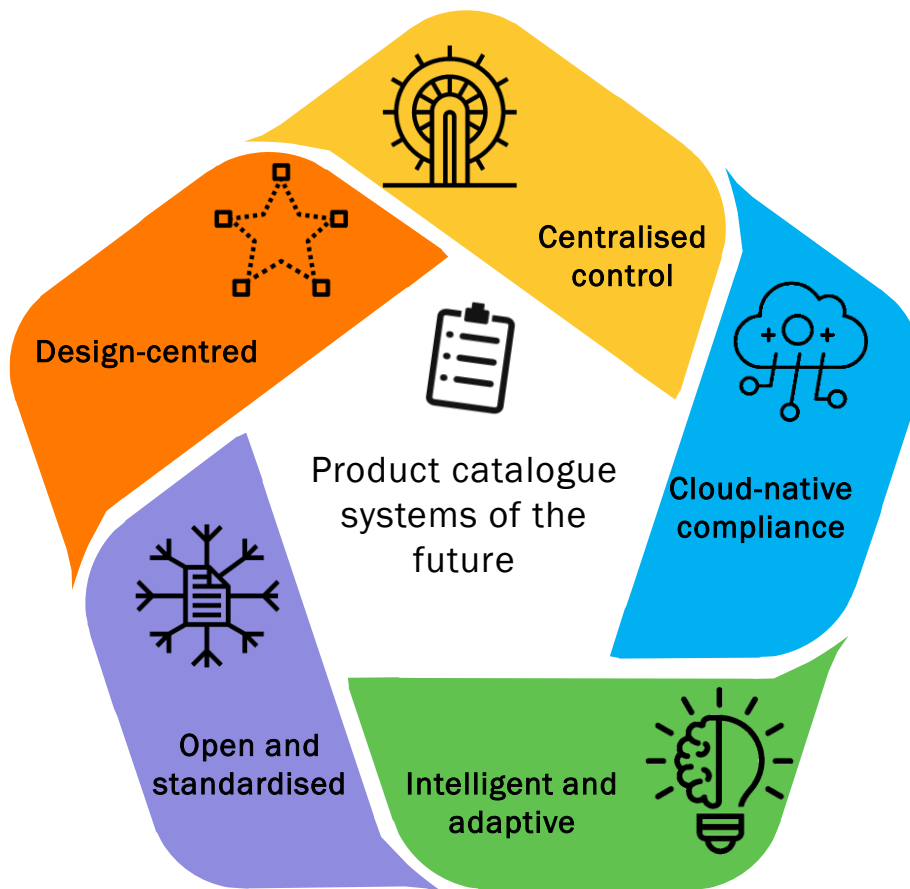 Centralised
control
Design-centred
Product catalogue
systems of the
future
Cloud-native
compliance
Open and
standardised
Intelligent and
adaptive